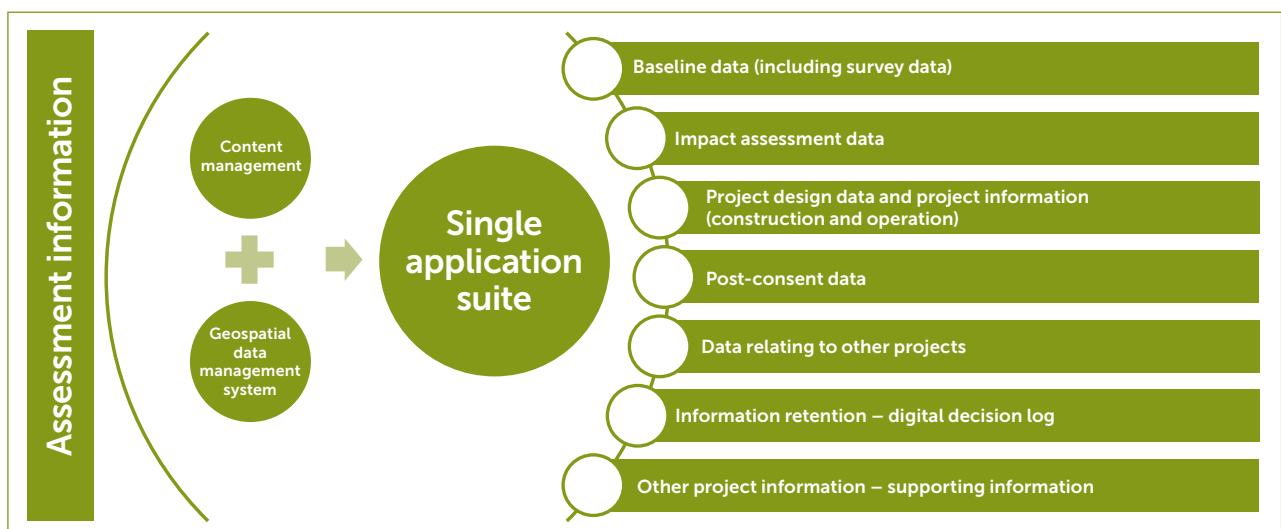 Assessment information
Content
management
Geospatial
data
management
system
Single
application
suite
Baseline data (including survey data)
Impact assessment data
Project design data and project information
(construction and operation)
Post-consent data
Data relating to other projects
Information retention – digital decision log
Other project information – supporting information